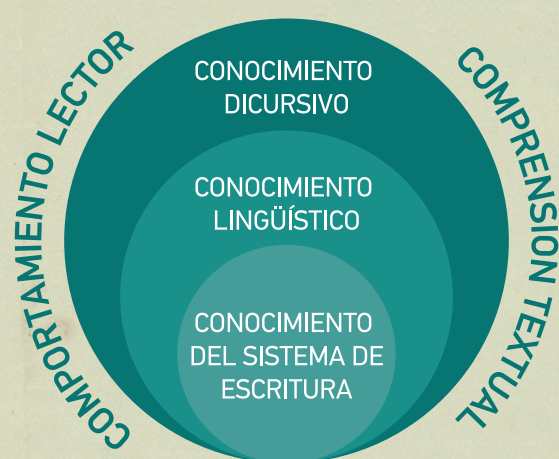 COMPORTAMIENTO LECTOR
COMPRENSION TEXTUAL
CONOCIMIENTO
DICURSIVO
CONOCIMIENTO
LINGÜÍSTICO
CONOCIMIENTO
DEL SISTEMA DE
ESCRITURA